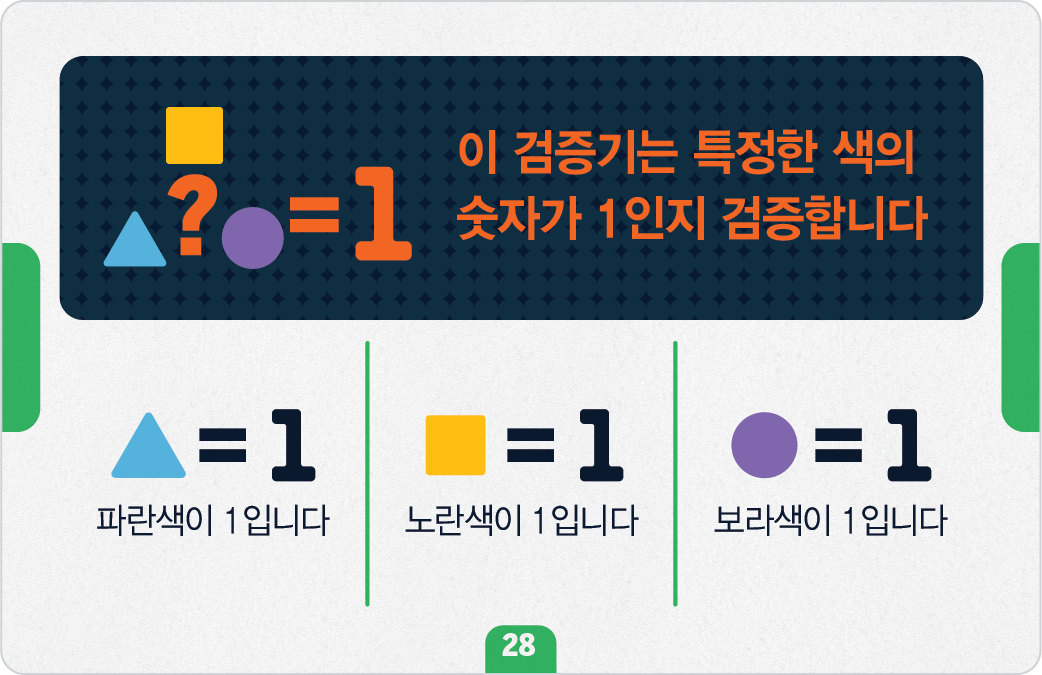 이 검증기는 특정한 색의
숫자가 1인지 검증합니다
? = 1
= 1
파란색이 1입니다
= 1
노란색이 1입니다
= 1
보라색이 1입니다
28